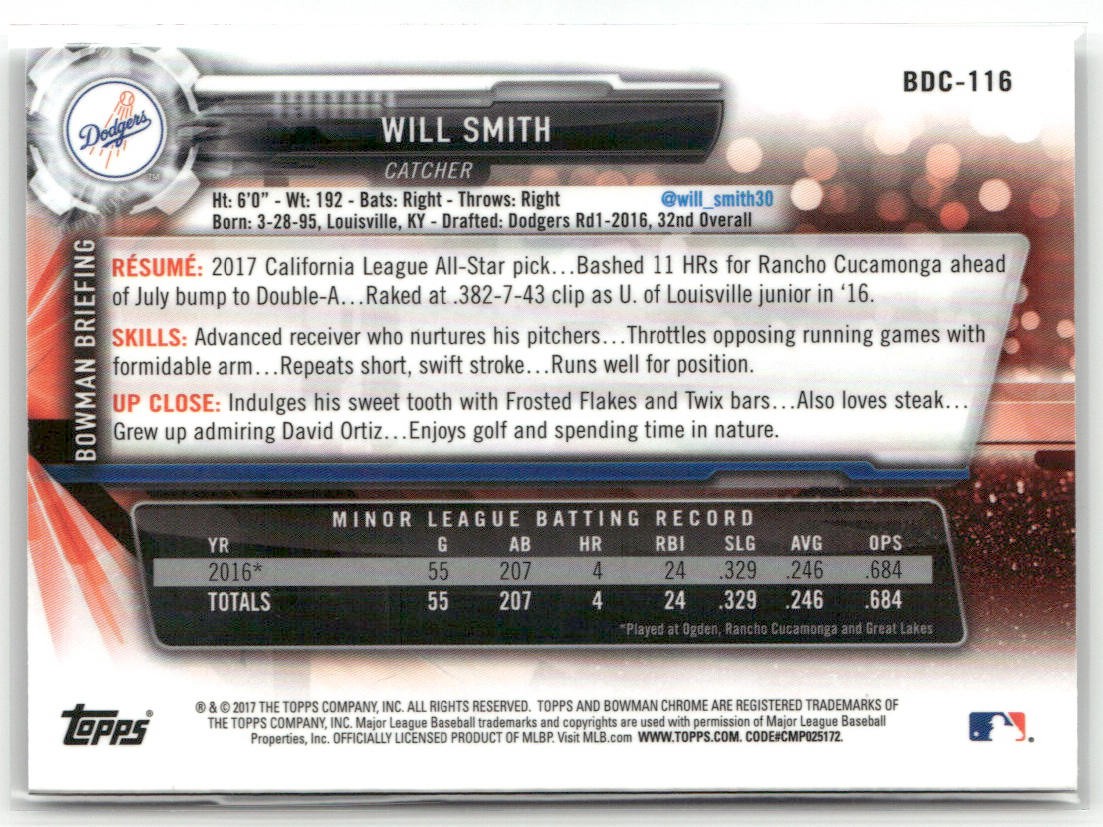 BDC-116
Dodgers
TM
WILL SMITH
CATCHER
Ht: 6'0" - Wt: 192 - Bats: Right - Throws: Right @will_smith30
Born: 3-28-95, Louisville, KY - Drafted: Dodgers Rd1-2016, 32nd Overall
BOWMAN BRIEFING
RÉSUMÉ: 2017 California League All-Star pick...Bashed 11 HRs for Rancho Cucamonga ahead
of July bump to Double-A...Raked at .382-7-43 clip as U. of Louisville junior in ‘16.
SKILLS: Advanced receiver who nurtures his pitchers...Throttles opposing running games with
formidable arm...Repeats short, swift stroke...Runs well for position.
UP CLOSE: Indulges his sweet tooth with Frosted Flakes and Twix bars...Also loves steak...
Grew up admiring David Ortiz...Enjoys golf and spending time in nature.
MINOR LEAGUE BATTING RECORD
YR G AB HR RBI SLG AVG OPS
2016* 55 207 4 24 .329 .246 .684
TOTALS 55 207 4 24 .329 .246 .684
*Played at Ogden, Rancho Cucamonga and Great Lakes
topps®
® & © 2017 THE TOPPS COMPANY, INC. ALL RIGHTS RESERVED. TOPPS AND BOWMAN CHROME ARE REGISTERED TRADEMARKS OF
THE TOPPS COMPANY, INC. Major League Baseball trademarks and copyrights are used with permission of Major League Baseball
Properties, Inc. OFFICIALLY LICENSED PRODUCT OF MLBP. Visit MLB.com WWW.TOPPS.COM. CODE#CMP025172.